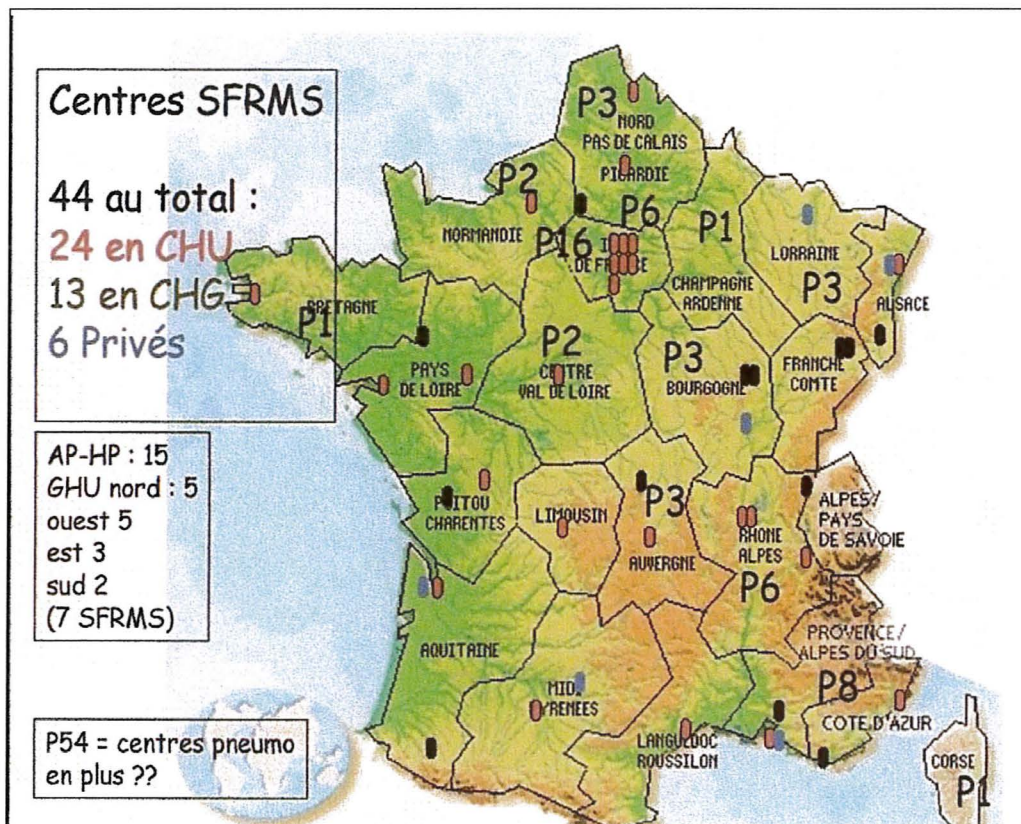 Centres SFRMS
44 au total :
24 en CHU
13 en CHG
6 Privés
AP-HP : 15
GHU nord : 5
ouest 5
est 3
sud 2
(7 SFRMS)
P54 = centres pneumo
en plus ??
P3
NORD
PAS DE CALAIS
PICARDIE
P2
NORMANDIE
P6
P16
DE
P1
CHAMPAGNE
ARDENNE
LORRAINE
P3
ALSACE
BRETAGNE
P1
PAYS
DE LOIRE
P2
CENTRE
VAL DE LOIRE
P3
BOURGOGNE
FRANCHE
COMTE
POITOU
CHARENTES
LIMOUSIN
P3
AUVERGNE
RHONE
ALPES
P6
ALPES/
PAYS
DE SAVOIE
AQUITAINE
MIDI
PYRENEES
LANGUEDOC
ROUSSILON
PROVENCE/
ALPES DU SUD
P8
COTE D'AZUR
CORSE
P1